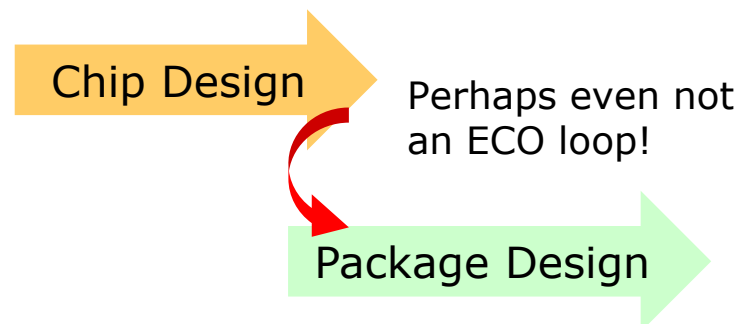 Chip Design
Perhaps even not
an ECO loop!
Package Design